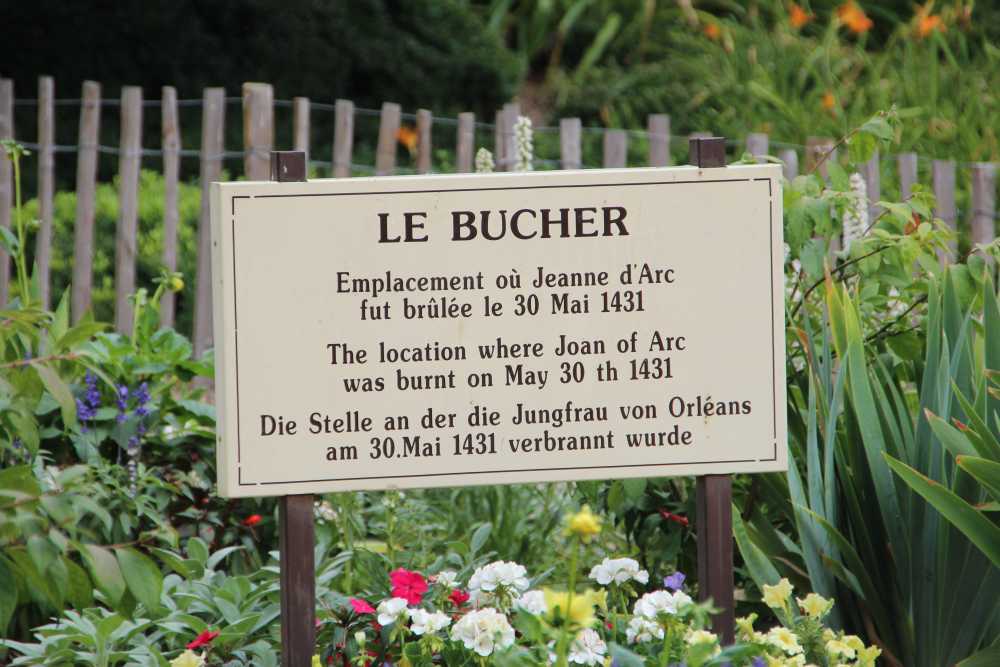 LE BUCHER
Emplacement où Jeanne d'Arc
fut brûlée le 30 Mai 1431
The location where Joan of Arc
was burnt on May 30 th 1431
Die Stelle an der die Jungfrau von Orléans
am 30.Mai 1431 verbrannt wurde